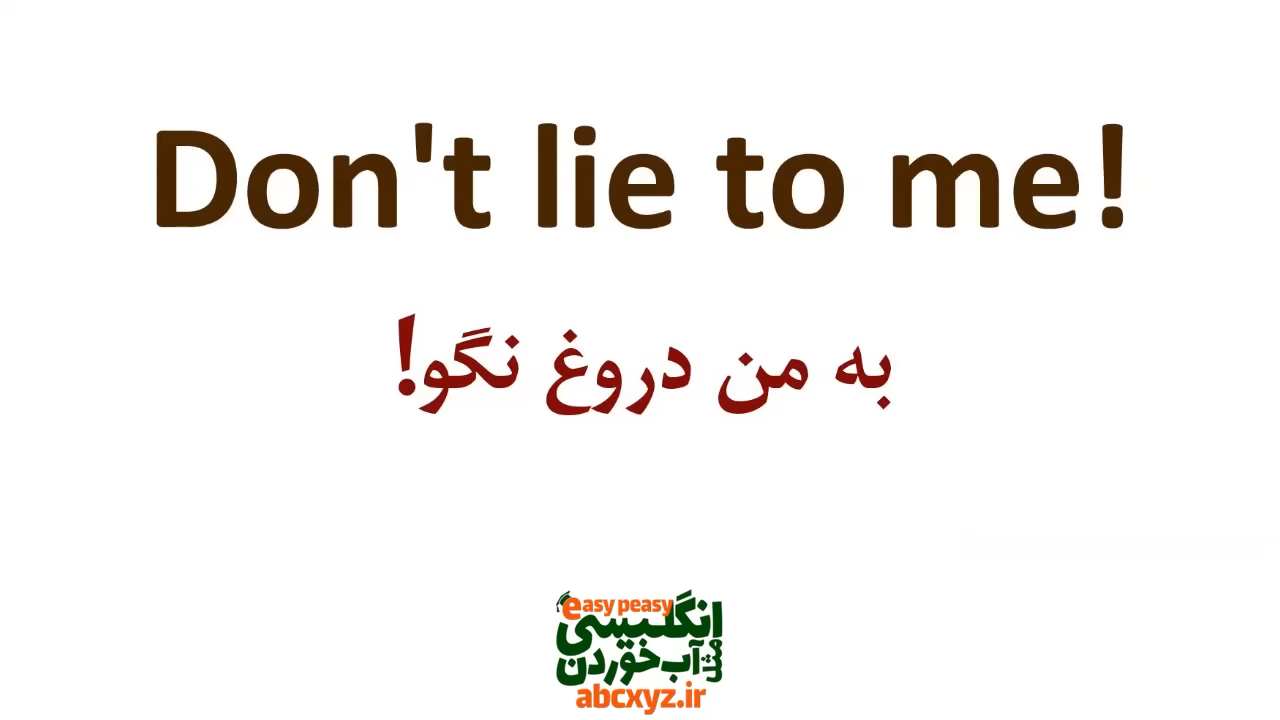 Don't lie to me!
به من دروغ نگو!
easy peasy
انگلیسی
مثل آب خوردن
abcxyz.ir